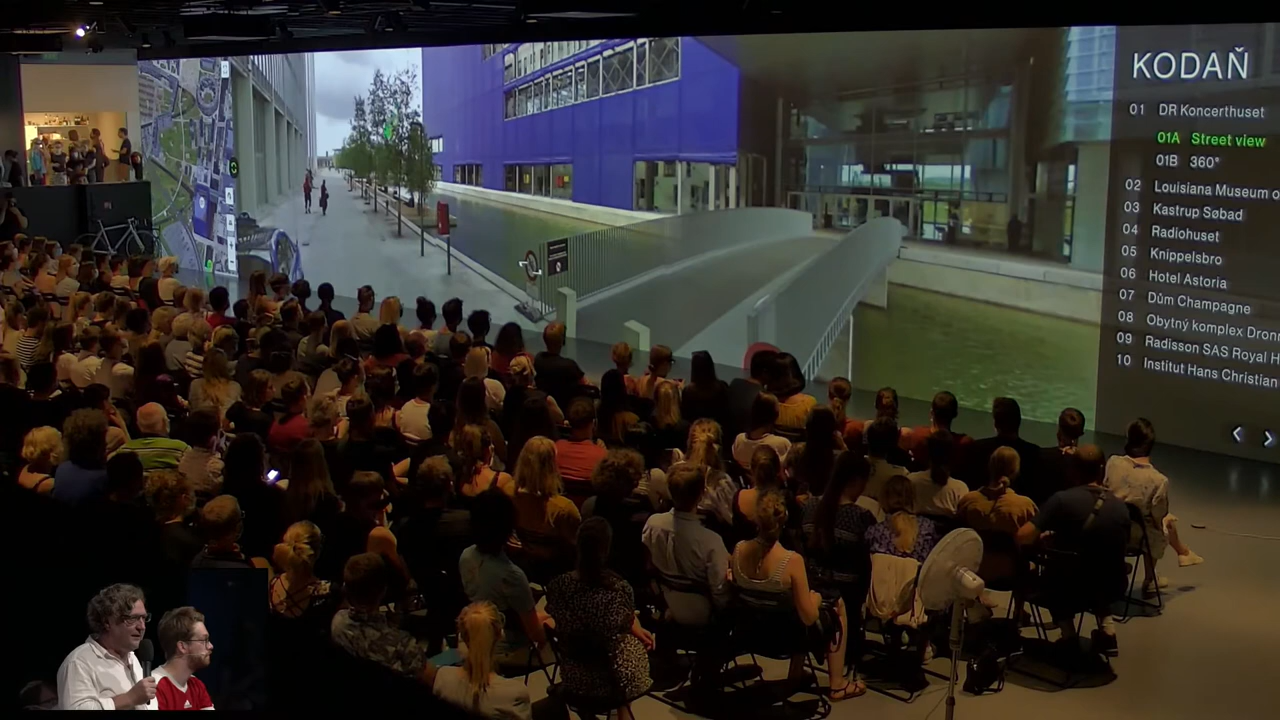 KODAŇ
01 DR Koncerthuset
01A Street view
01B 360°
02 Louisiana Museum o
03 Kastrup Søbad
04 Radiohuset
05 Knippelsbro
06 Hotel Astoria
07 Dům Champagne
08 Obytný komplex Dronn
09 Radisson SAS Royal H
10 Institut Hans Christian